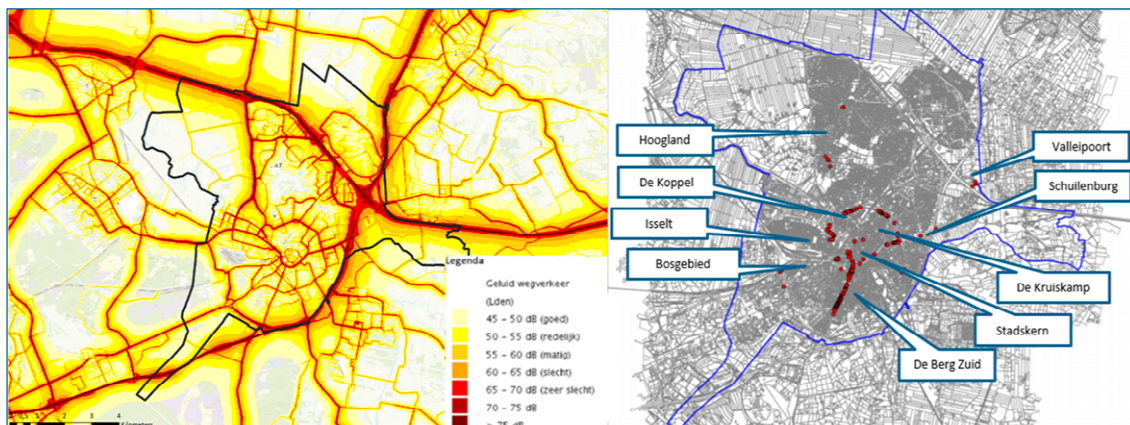 Legenda
Geluid wegverkeer
(Lden)
45 – 50 dB (goed)
50 – 55 dB (redelijk)
55 – 60 dB (matig)
60 – 65 dB (slecht)
65 – 70 dB (zeer slecht)
70 – 75 dB
> 75 dB
Hoogland
De Koppel
Isselt
Bosgebied
Valleipoort
Schuilenburg
De Kruiskamp
Stadskern
De Berg Zuid